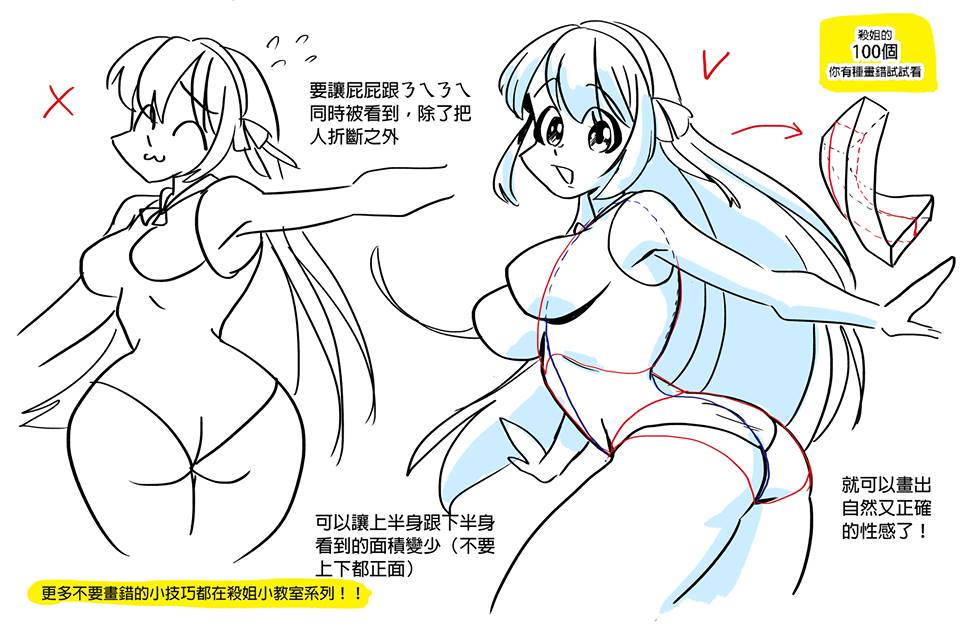 殺姐的
100個
你有種畫錯試試看
要讓屁屁跟ㄋㄟㄋㄟ
同時被看到，除了把
人折斷之外
可以讓上半身跟下半身
看到的面積變少（不要
上下都正面）
就可以畫出
自然又正確
的性感了！
更多不要畫錯的小技巧都在殺姐小教室系列！！